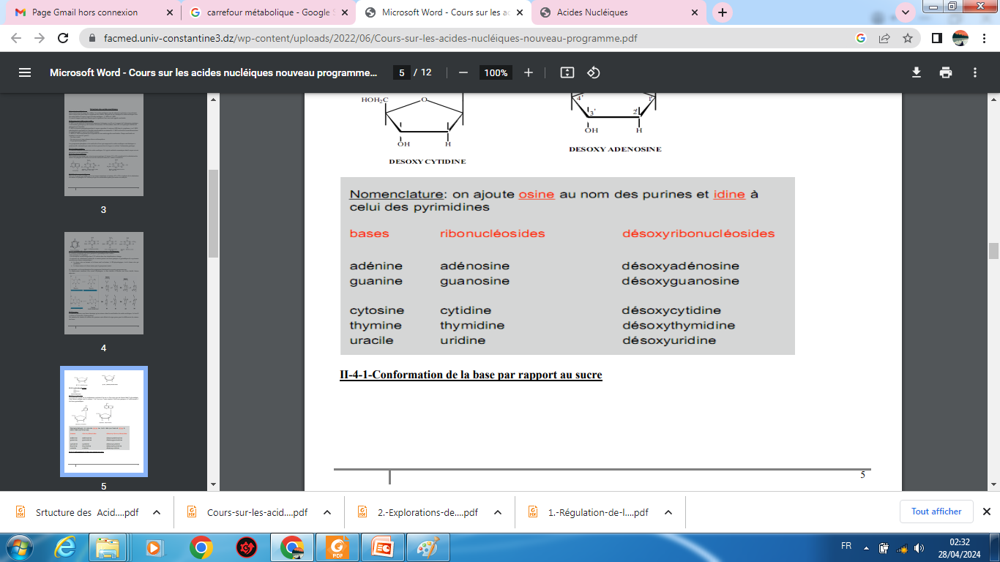 Page Gmail hors connexion
carrefour métabolique - Google S
Microsoft Word - Cours sur les ac
Acides Nucléiques
facmed.univ-constantine3.dz/wp-content/uploads/2022/06/Cours-sur-les-acides-nucléiques-nouveau-programme.pdf
Microsoft Word - Cours sur les acides nucléiques nouveau programme...
5 / 12
100%
HOH₂C
O
OH H
DESOXY CYTIDINE
4' 1'
3' 2'
OH H
DESOXY ADENOSINE
Nomenclature: on ajoute osine au nom des purines et idine à
celui des pyrimidines
bases ribonucléosides désoxyribonucléosides
adénine adénosine désoxyadénosine
guanine guanosine désoxyguanosine
cytosine cytidine désoxycytidine
thymine thymidine désoxythymidine
uracile uridine désoxyuridine
II-4-1-Conformation de la base par rapport au sucre
5
3
4
5
Srtucture des Acid....pdf
Cours-sur-les-acid....pdf
2.-Explorations-de....pdf
1.-Régulation-de-l....pdf
Tout afficher
PDF
FR
02:32
28/04/2024